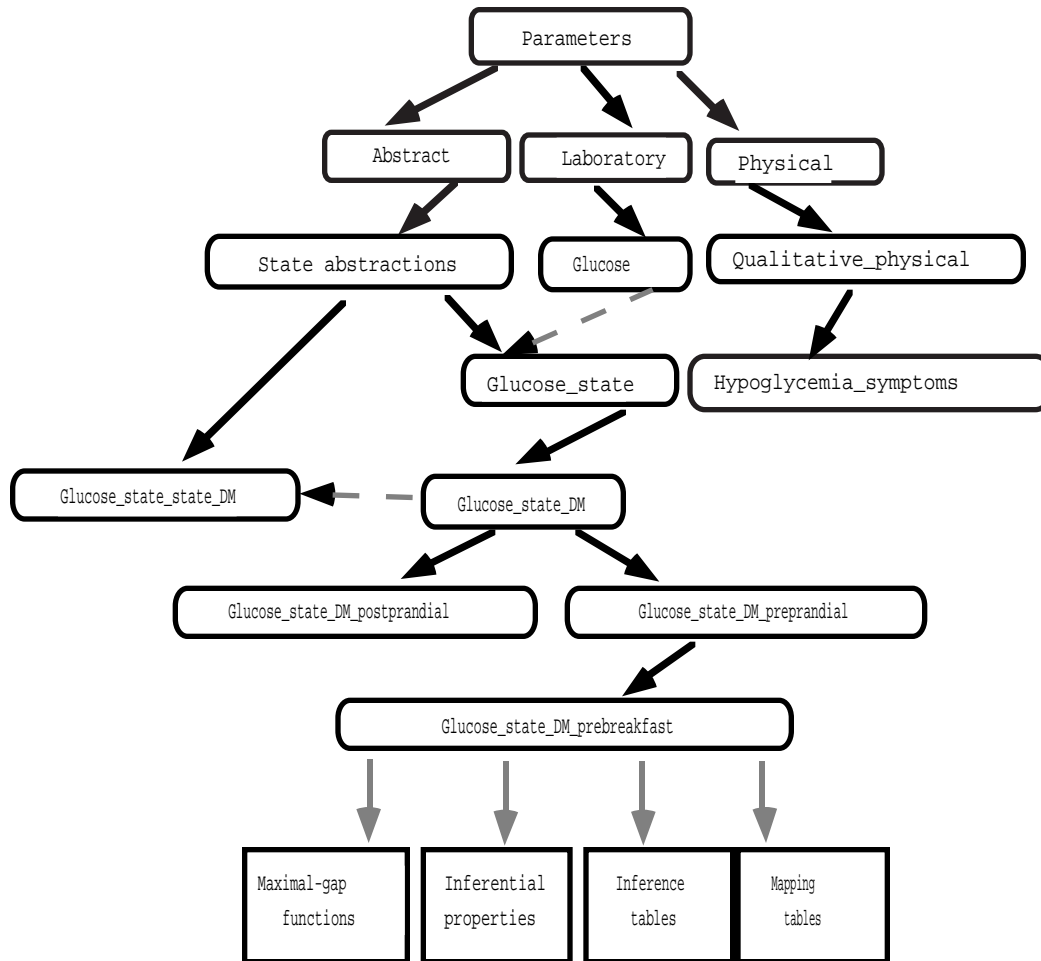 Parameters
Abstract
Laboratory
Physical
State abstractions
Glucose
Qualitative_physical
Glucose_state
Hypoglycemia_symptoms
Glucose_state_state_DM
Glucose_state_DM
Glucose_state_DM_postprandial
Glucose_state_DM_preprandial
Glucose_state_DM_prebreakfast
Maximal-gap
functions
Inferential
properties
Inference
tables
Mapping
tables